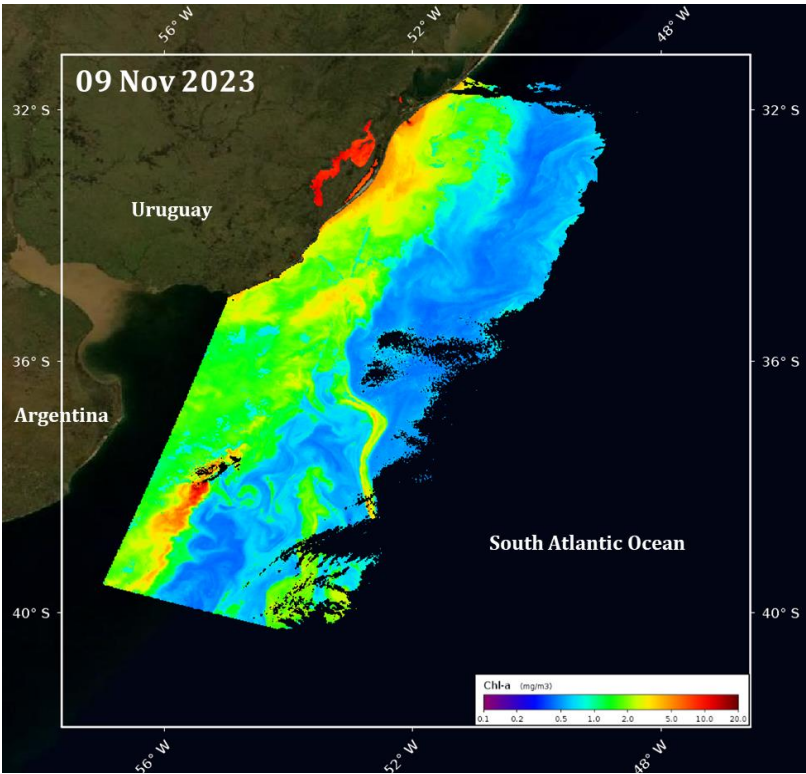 56° W
52° W
48° W
09 Nov 2023
32° S
32° S
Uruguay
36° S
36° S
Argentina
South Atlantic Ocean
40° S
40° S
Chl-a (mg/m3)
0.1 0.2 0.5 1.0 2.0 5.0 10.0 20.0
56° W
52° W
48° W